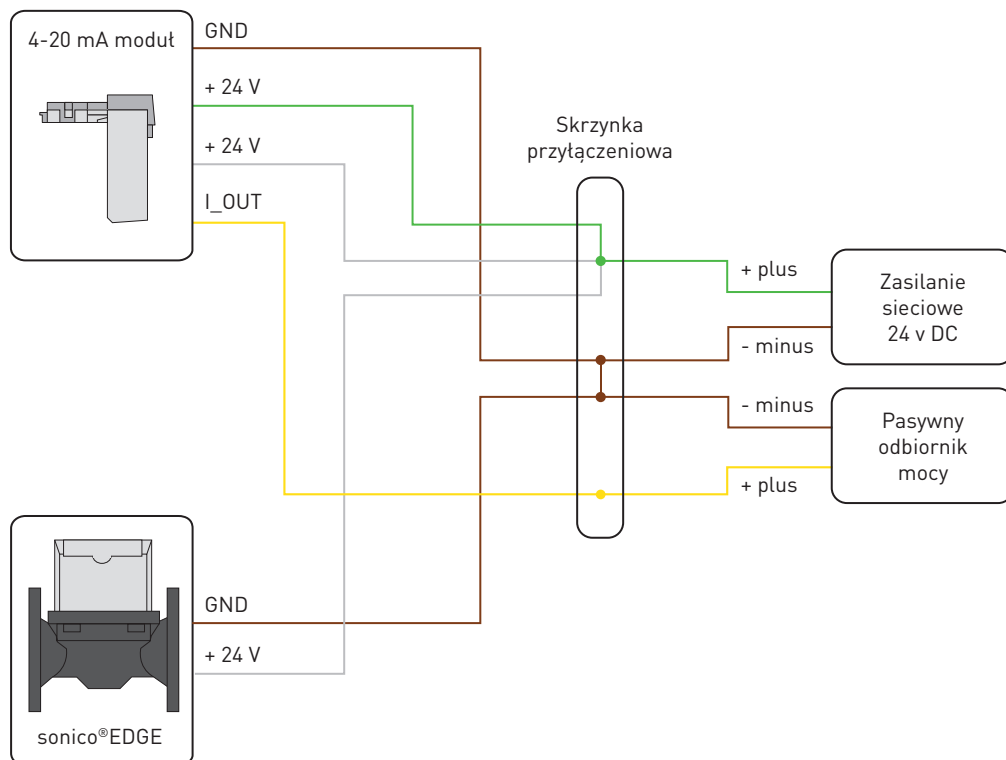 4-20 mA moduł
GND
+ 24 V
+ 24 V
I_OUT
Skrzynka
przyłączeniowa
+ plus
- minus
Zasilanie
sieciowe
24 v DC
- minus
+ plus
Pasywny
odbiornik
mocy
GND
+ 24 V
sonico®EDGE